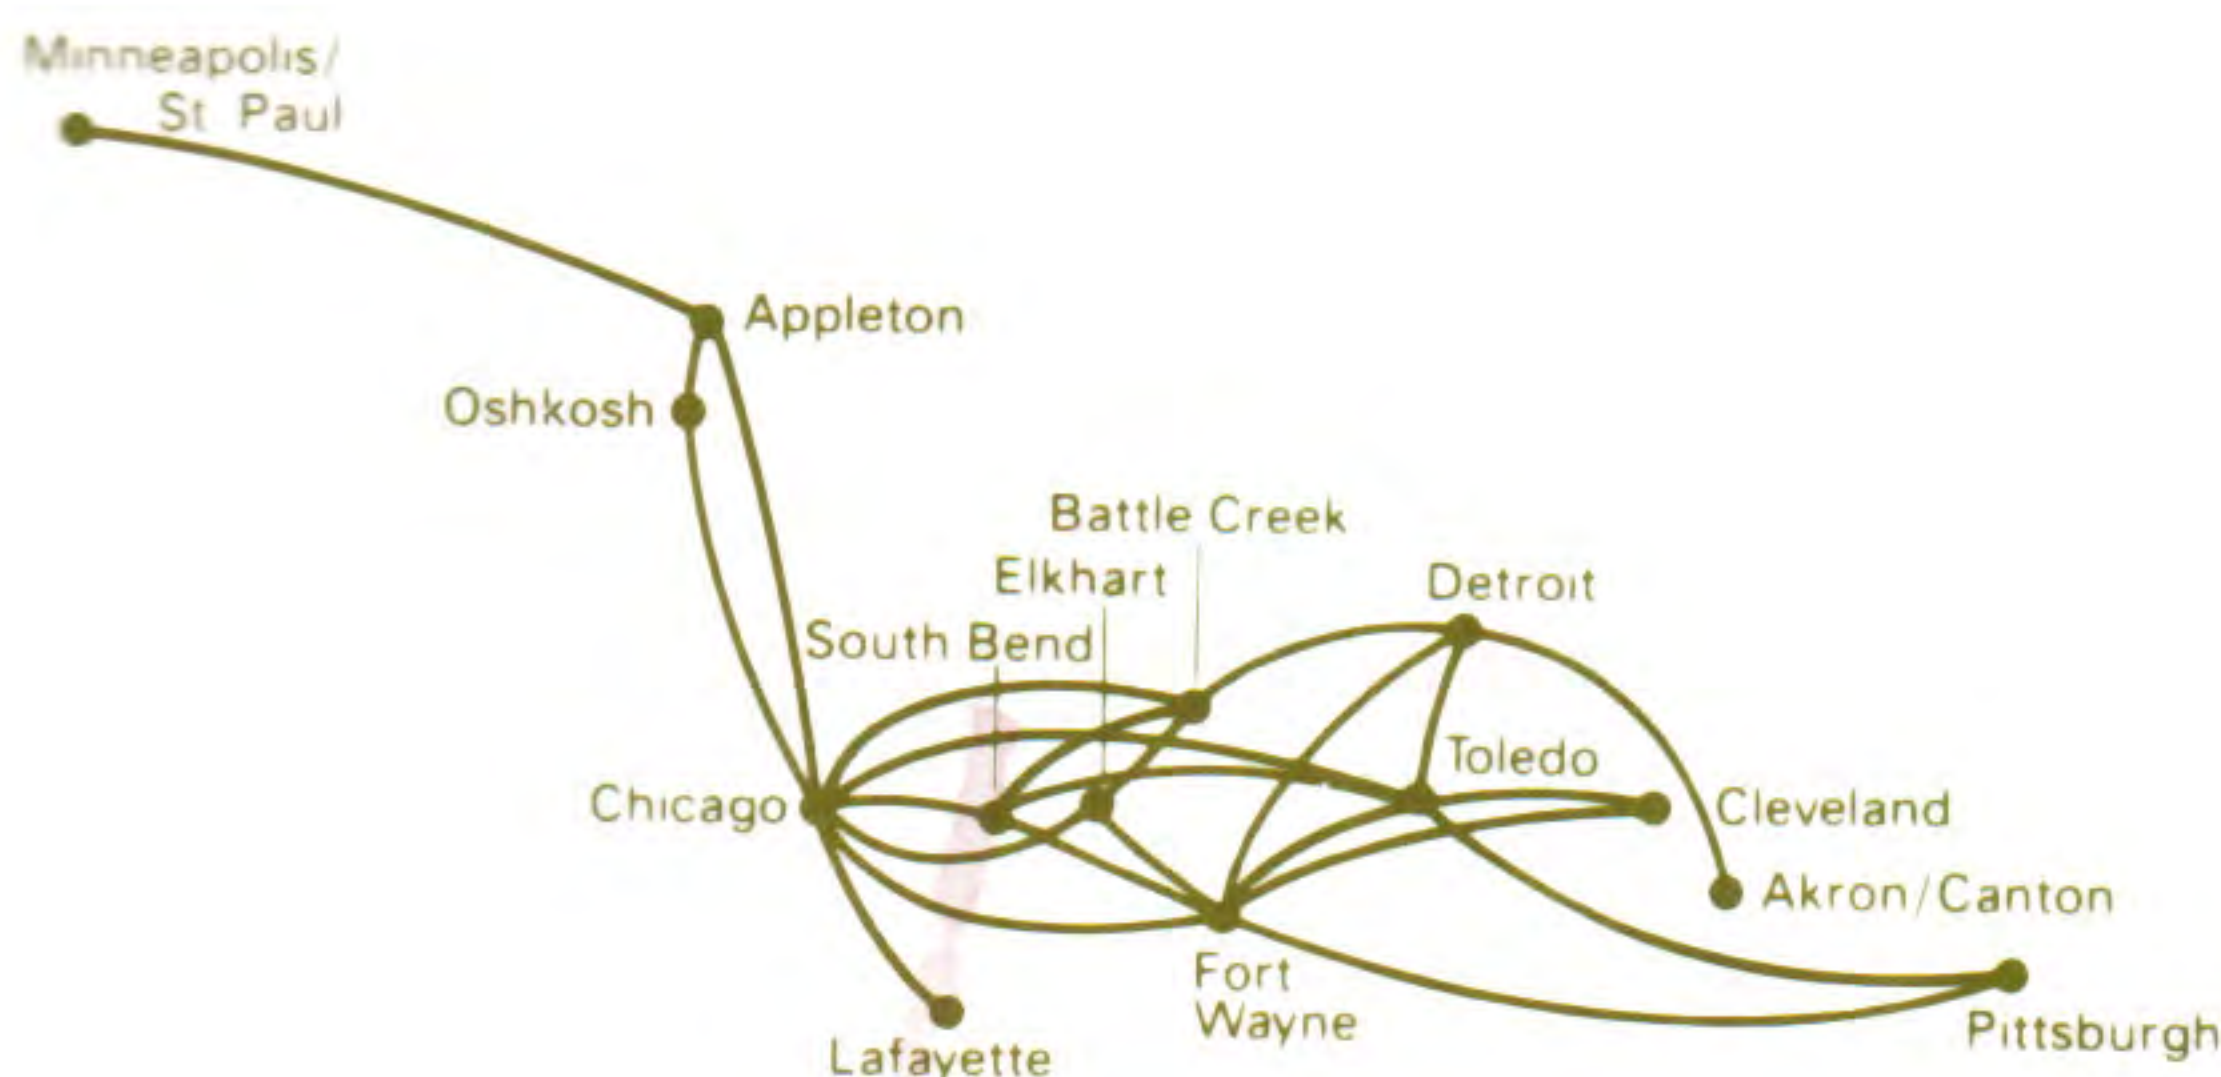 Minneapolis/
St Paul
Appleton
Oshkosh
Battle Creek
Elkhart
Detroit
South Bend
Toledo
Chicago
Cleveland
Akron/Canton
Fort
Wayne
Pittsburgh
Lafayette